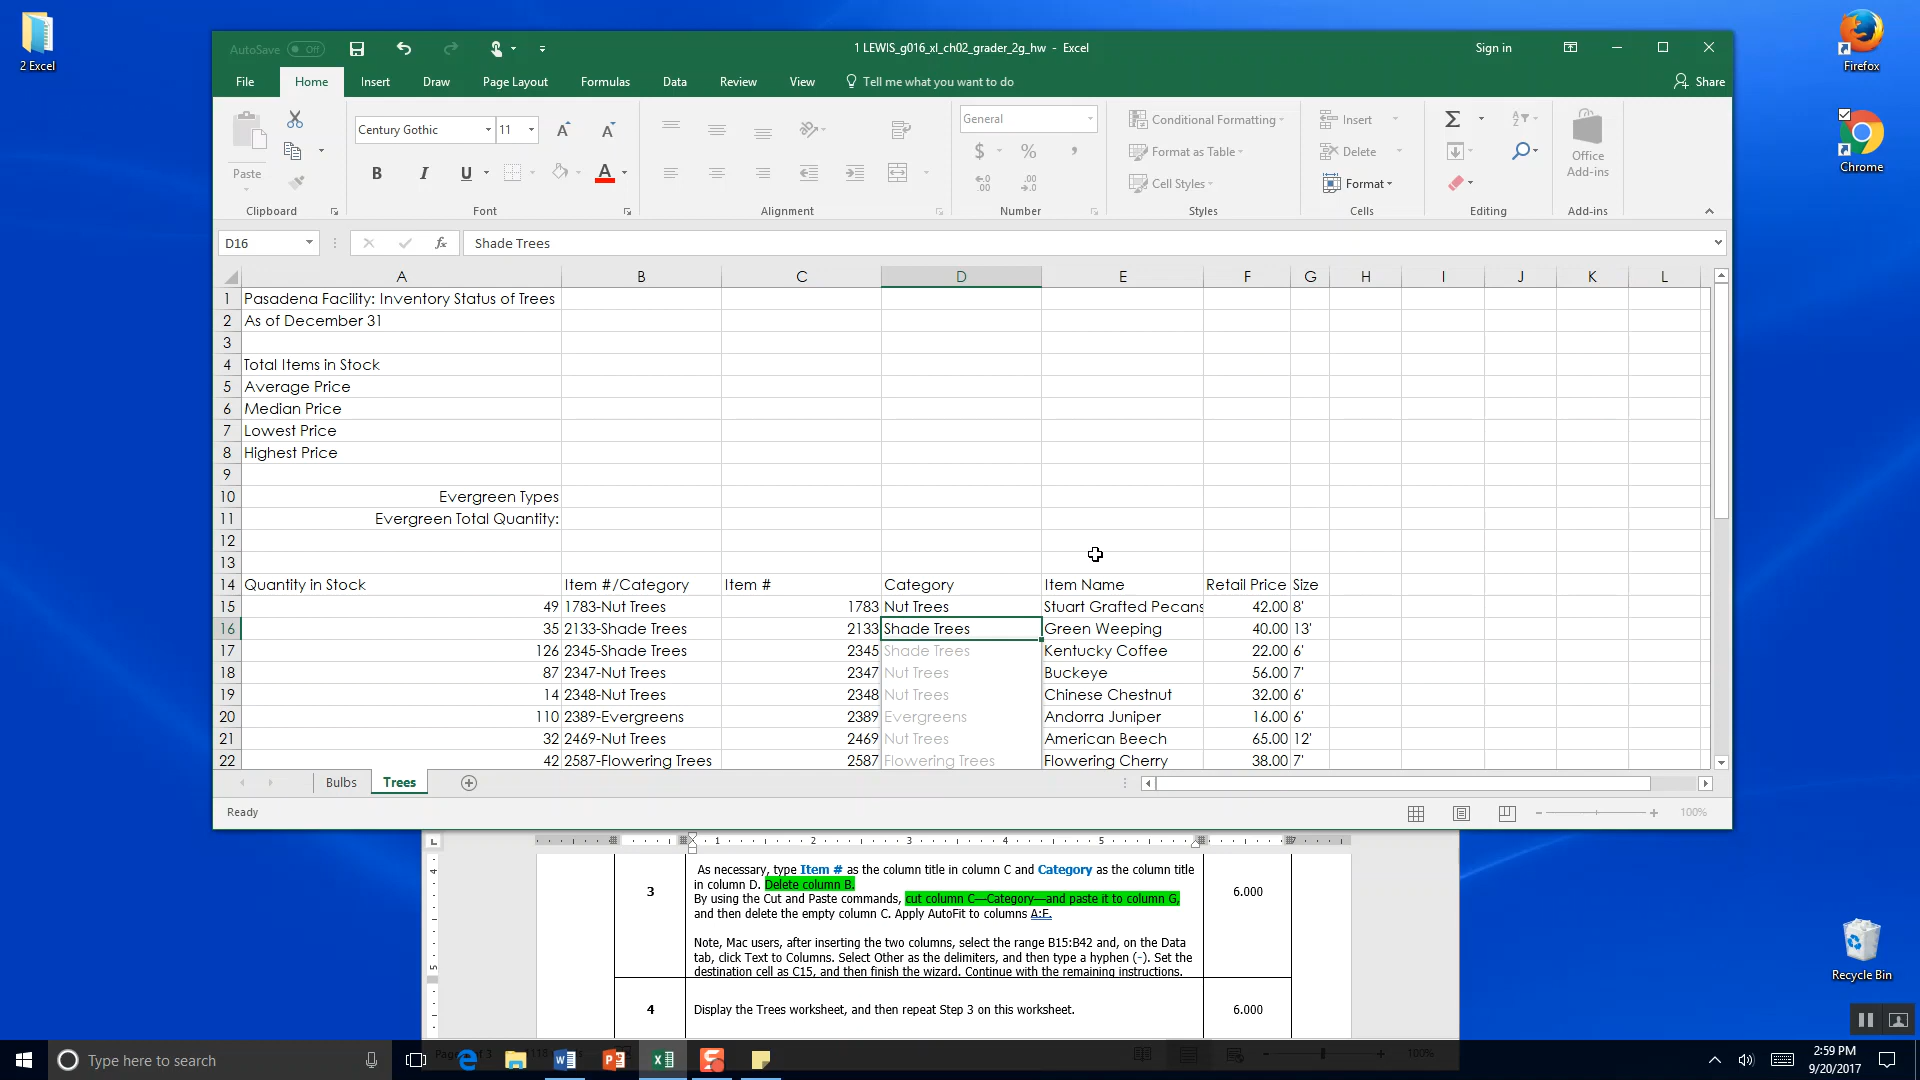 2 Excel
AutoSave Off
1 LEWIS_g016_xl_ch02_grader_2g_hw - Excel
Sign in
File Home Insert Draw Page Layout Formulas Data Review View Tell me what you want to do Share
Paste
Century Gothic 11
B I U A
General
$ % ,
Conditional Formatting
Format as Table
Cell Styles
Insert
Delete
Format
Office
Add-ins
Clipboard Font Alignment Number Styles Cells Editing Add-ins
D16 fx Shade Trees
A B C D E F G H I J K L
1 Pasadena Facility: Inventory Status of Trees
2 As of December 31
3
4 Total Items in Stock
5 Average Price
6 Median Price
7 Lowest Price
8 Highest Price
9
10 Evergreen Types
11 Evergreen Total Quantity:
12
13
14 Quantity in Stock Item #/Category Item # Category Item Name Retail Price Size
15 49 1783-Nut Trees 1783 Nut Trees Stuart Grafted Pecans 42.00 8'
16 35 2133-Shade Trees 2133 Shade Trees Green Weeping 40.00 13'
17 126 2345-Shade Trees 2345 Shade Trees Kentucky Coffee 22.00 6'
18 87 2347-Nut Trees 2347 Nut Trees Buckeye 56.00 7'
19 14 2348-Nut Trees 2348 Nut Trees Chinese Chestnut 32.00 6'
20 110 2389-Evergreens 2389 Evergreens Andorra Juniper 16.00 6'
21 32 2469-Nut Trees 2469 Nut Trees American Beech 65.00 12'
22 42 2587-Flowering Trees 2587 Flowering Trees Flowering Cherry 38.00 7'
Bulbs Trees
Ready 100%
1 2 3 4 5 7
4
5
3
As necessary, type Item # as the column title in column C and Category as the column title
in column D. Delete column B.
By using the Cut and Paste commands, cut column C—Category—and paste it to column G,
and then delete the empty column C. Apply AutoFit to columns A:E.
Note, Mac users, after inserting the two columns, select the range B15:B42 and, on the Data
tab, click Text to Columns. Select Other as the delimiters, and then type a hyphen (-). Set the
destination cell as C15, and then finish the wizard. Continue with the remaining instructions.
6.000
4 Display the Trees worksheet, and then repeat Step 3 on this worksheet. 6.000
Firefox
Chrome
Recycle Bin
Type here to search
100%
2:59 PM
9/20/2017